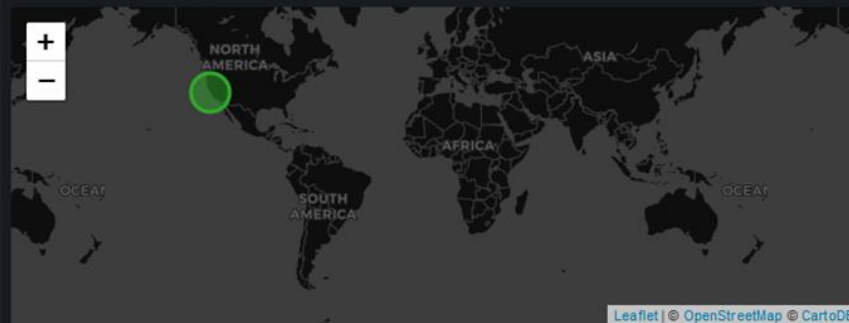 +
−
NORTH
AMERICA
ASIA
AFRICA
OCEAN
SOUTH
AMERICA
OCEAN
Leaflet | © OpenStreetMap © CartoDB